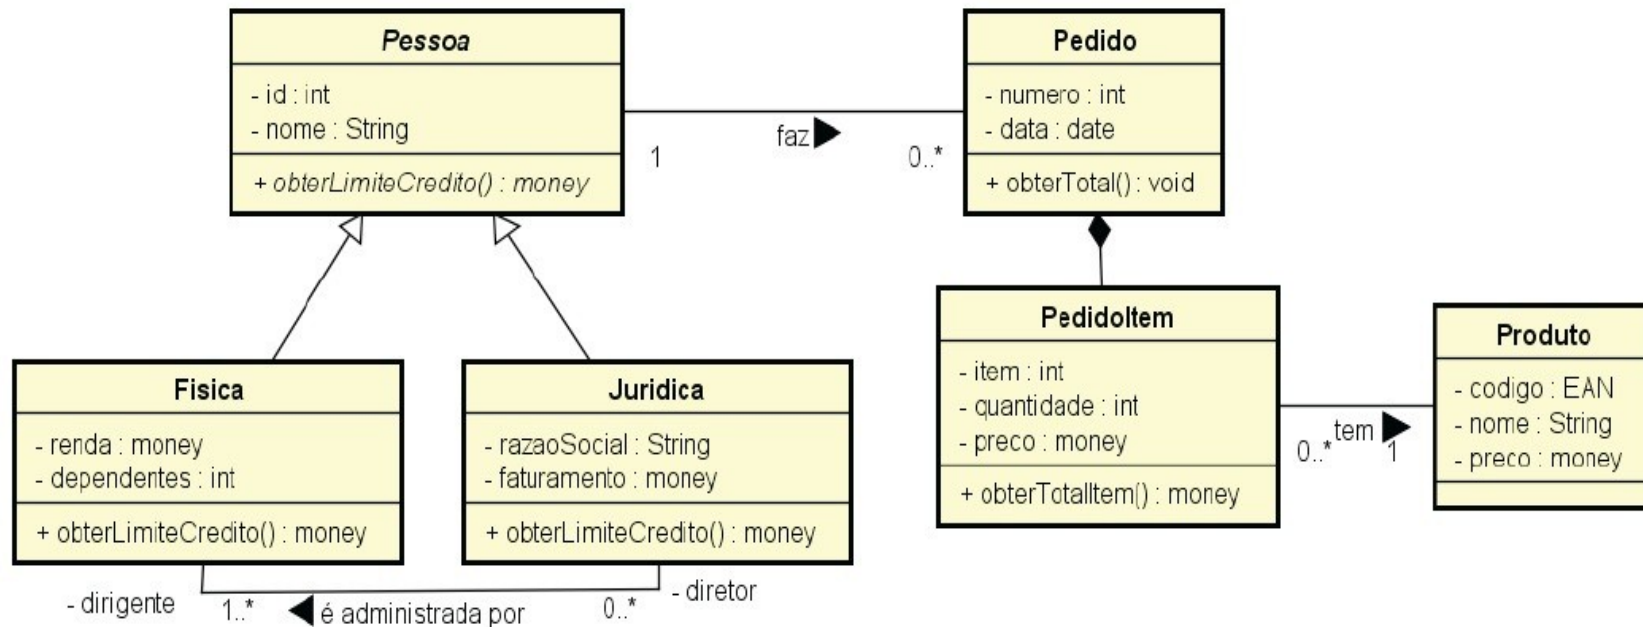 Pessoa
- id : int
- nome : String
+ obterLimiteCredito() : money
1
faz
0..*
Pedido
- numero : int
- data : date
+ obterTotal() : void
Fisica
- renda : money
- dependentes : int
+ obterLimiteCredito() : money
Juridica
- razaoSocial : String
- faturamento : money
+ obterLimiteCredito() : money
- dirigente
1..*
é administrada por
0..*
- diretor
PedidoItem
- item : int
- quantidade : int
- preco : money
+ obterTotalItem() : money
0..*
tem
1
Produto
- codigo : EAN
- nome : String
- preco : money